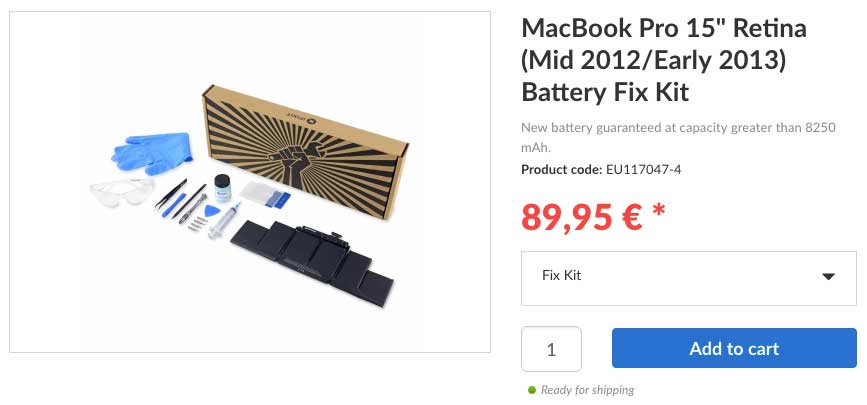 MacBook Pro 15" Retina
(Mid 2012/Early 2013)
Battery Fix Kit
New battery guaranteed at capacity greater than 8250
mAh.
Product code: EU117047-4
89,95 € *
Fix Kit
1
Add to cart
Ready for shipping
IFIXIT